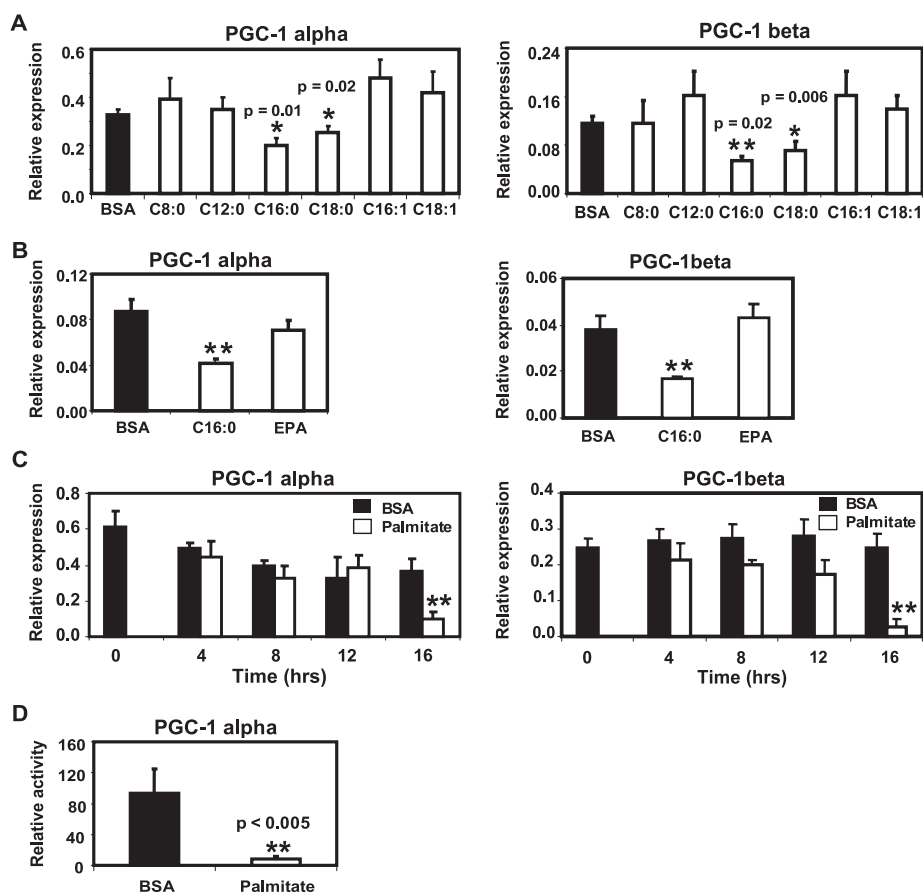 A
PGC-1 alpha
Relative expression
0.6
0.4
0.2
0.0
p = 0.01
p = 0.02
*
*
BSA C8:0 C12:0 C16:0 C18:0 C16:1 C18:1
PGC-1 beta
Relative expression
0.24
0.16
0.08
0.00
p = 0.02
p = 0.006
**
*
BSA C8:0 C12:0 C16:0 C18:0 C16:1 C18:1
B
PGC-1 alpha
Relative expression
0.12
0.08
0.04
0.00
**
BSA C16:0 EPA
PGC-1beta
Relative expression
0.06
0.04
0.02
0.00
**
BSA C16:0 EPA
C
PGC-1 alpha
Relative expression
0.8
0.6
0.4
0.2
0.0
BSA
Palmitate
**
0 4 8 12 16
Time (hrs)
PGC-1beta
Relative expression
0.4
0.3
0.2
0.1
0.0
BSA
Palmitate
**
0 4 8 12 16
Time (hrs)
D
PGC-1 alpha
Relative activity
160
120
80
40
0
p < 0.005
**
BSA Palmitate